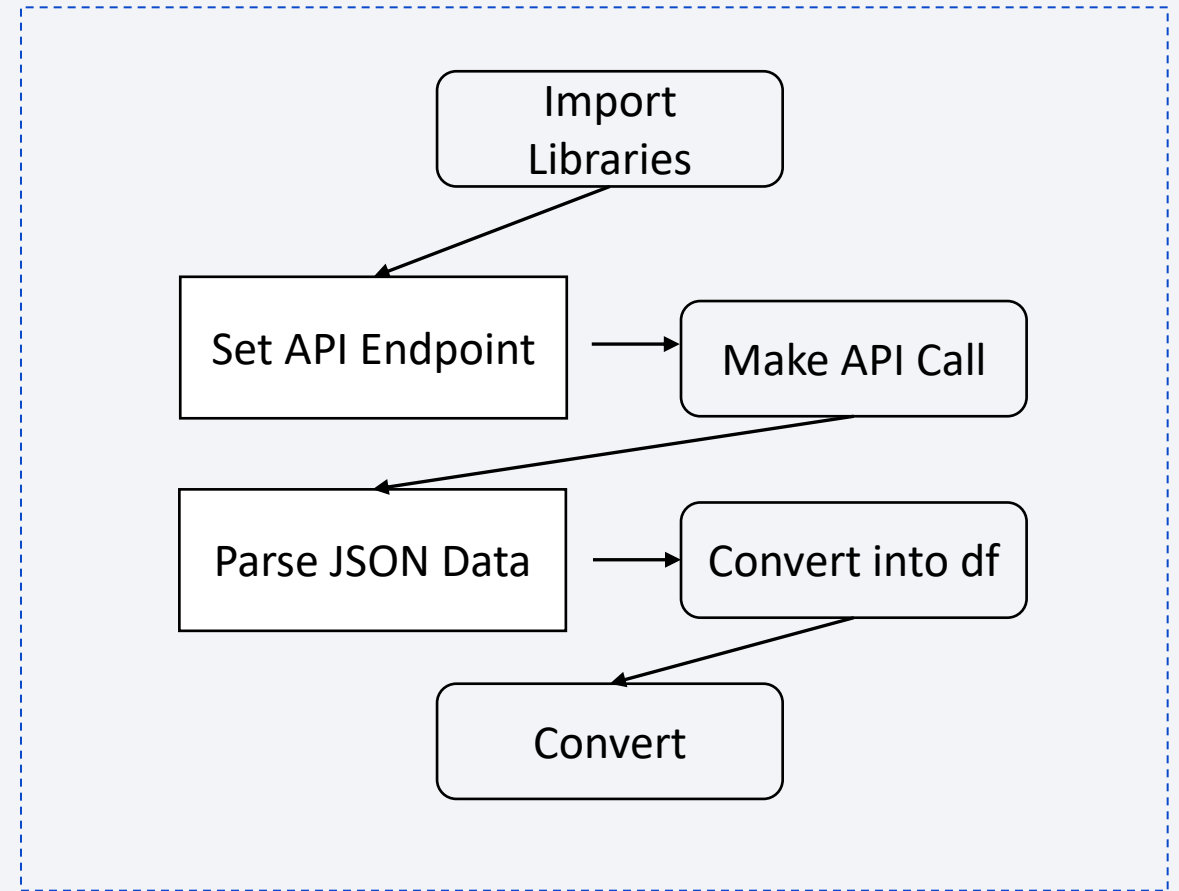 Import
Libraries
Set API Endpoint
Make API Call
Parse JSON Data
Convert into df
Convert